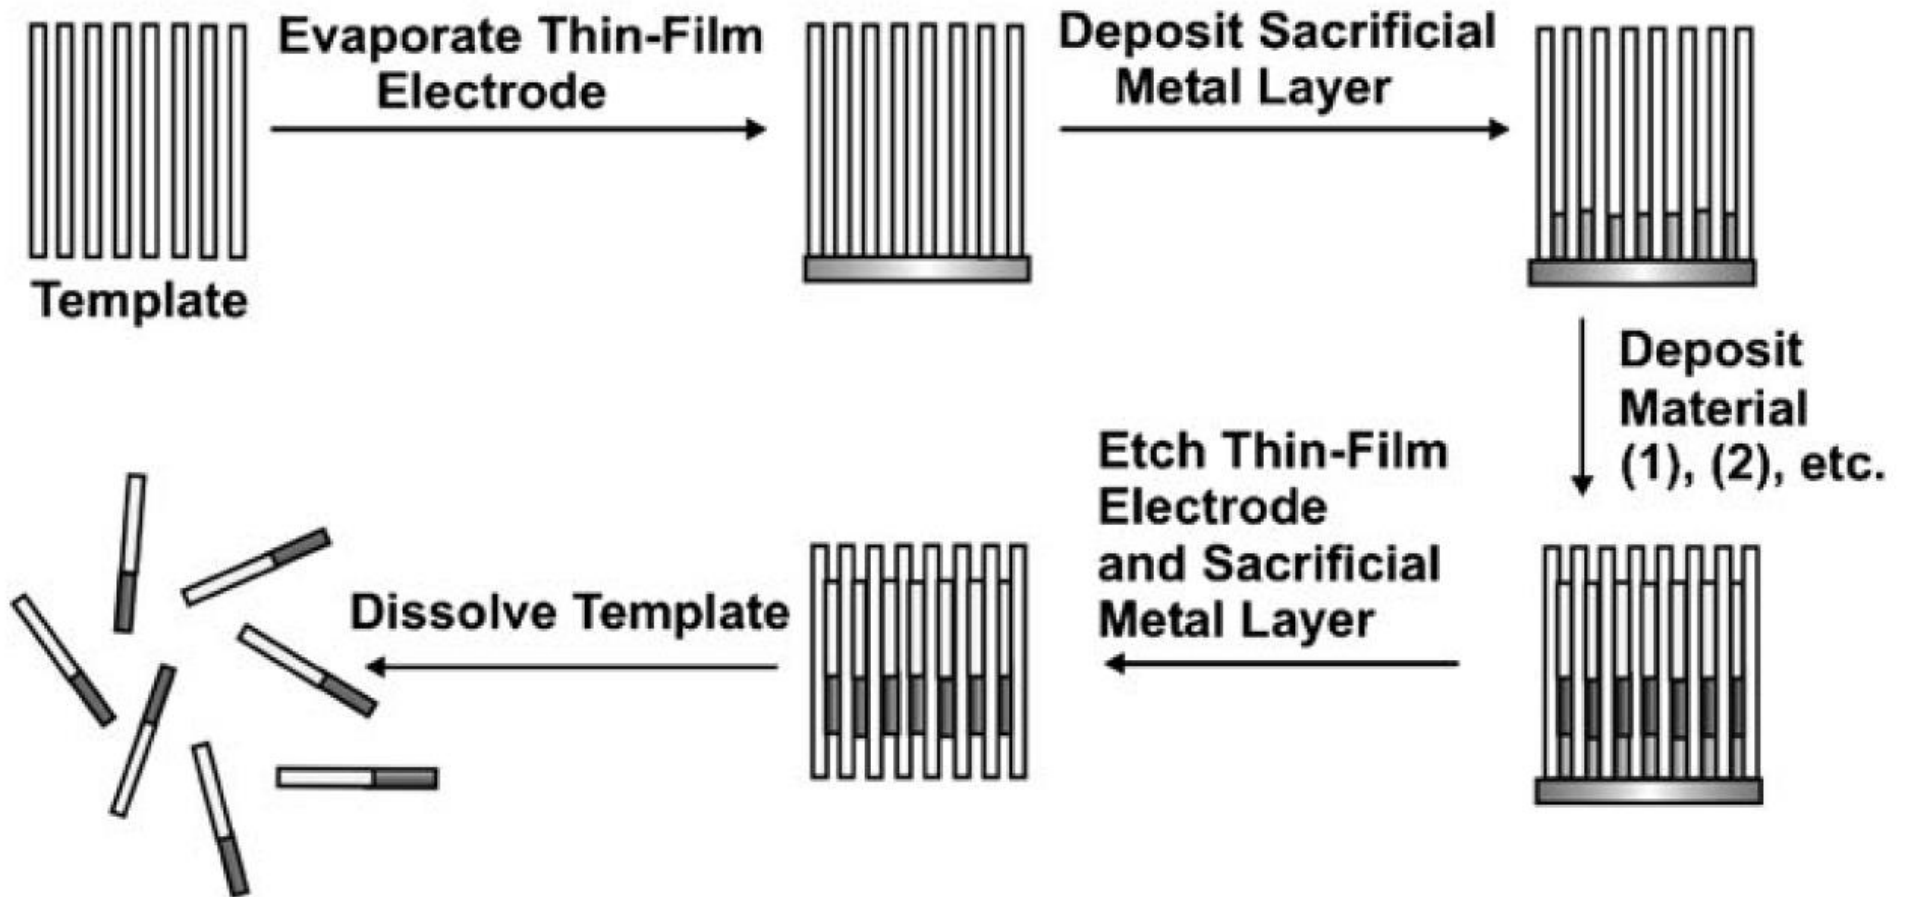 Evaporate Thin-Film
Electrode
Deposit Sacrificial
Metal Layer
Template
Deposit
Material
(1), (2), etc.
Etch Thin-Film
Electrode
and Sacrificial
Metal Layer
Dissolve Template